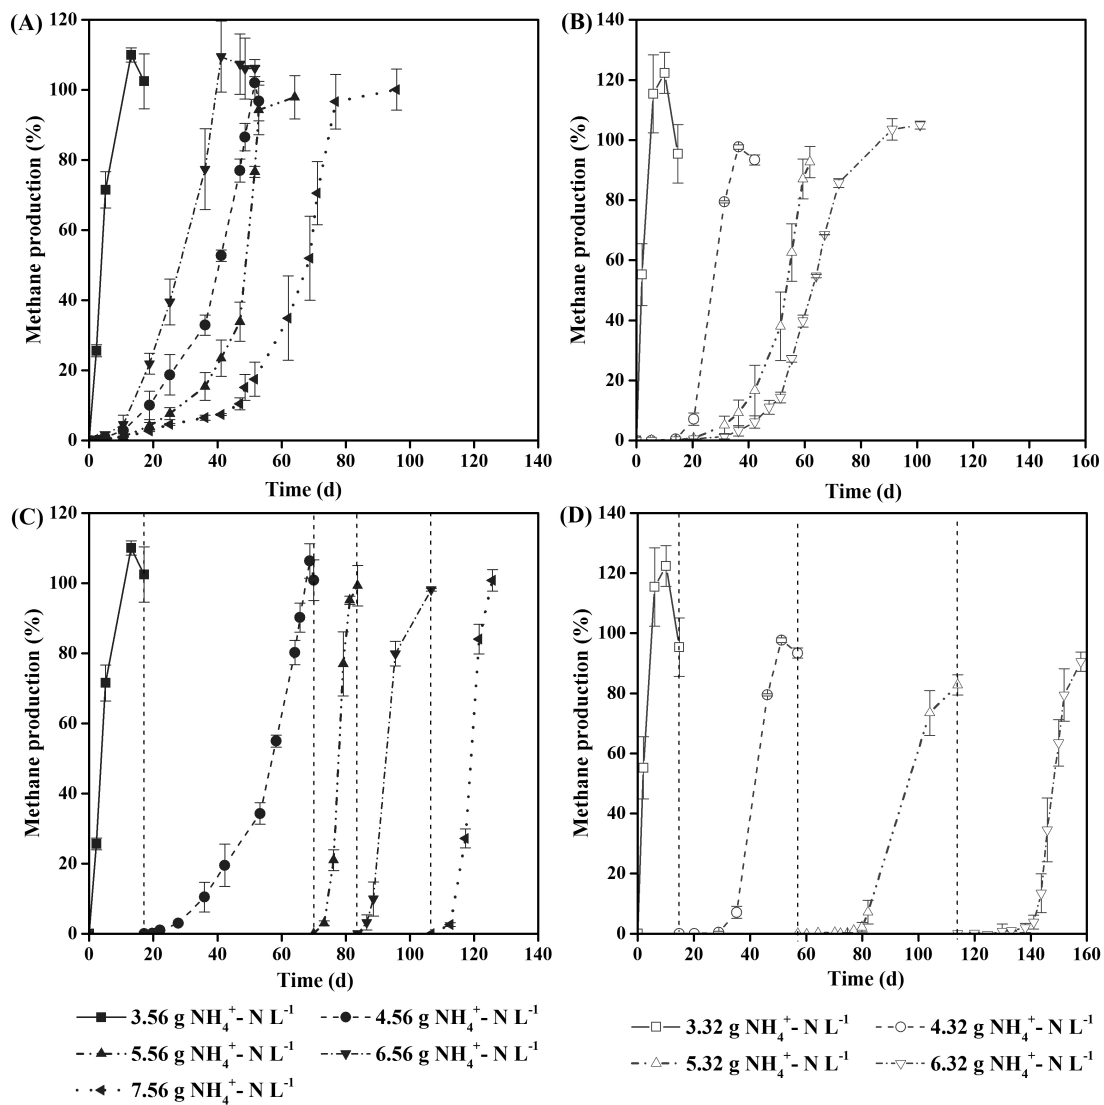 (A)
120
100
80
60
40
20
0
Methane production (%)
0 20 40 60 80 100 120 140
Time (d)
(B)
140
120
100
80
60
40
20
0
Methane production (%)
0 20 40 60 80 100 120 140 160
Time (d)
(C)
120
100
80
60
40
20
0
Methane production (%)
0 20 40 60 80 100 120 140
Time (d)
(D)
140
120
100
80
60
40
20
0
Methane production (%)
0 20 40 60 80 100 120 140 160
Time (d)
3.56 g NH₄⁺- N L⁻¹ 4.56 g NH₄⁺- N L⁻¹
5.56 g NH₄⁺- N L⁻¹ 6.56 g NH₄⁺- N L⁻¹
7.56 g NH₄⁺- N L⁻¹
3.32 g NH₄⁺- N L⁻¹ 4.32 g NH₄⁺- N L⁻¹
5.32 g NH₄⁺- N L⁻¹ 6.32 g NH₄⁺- N L⁻¹